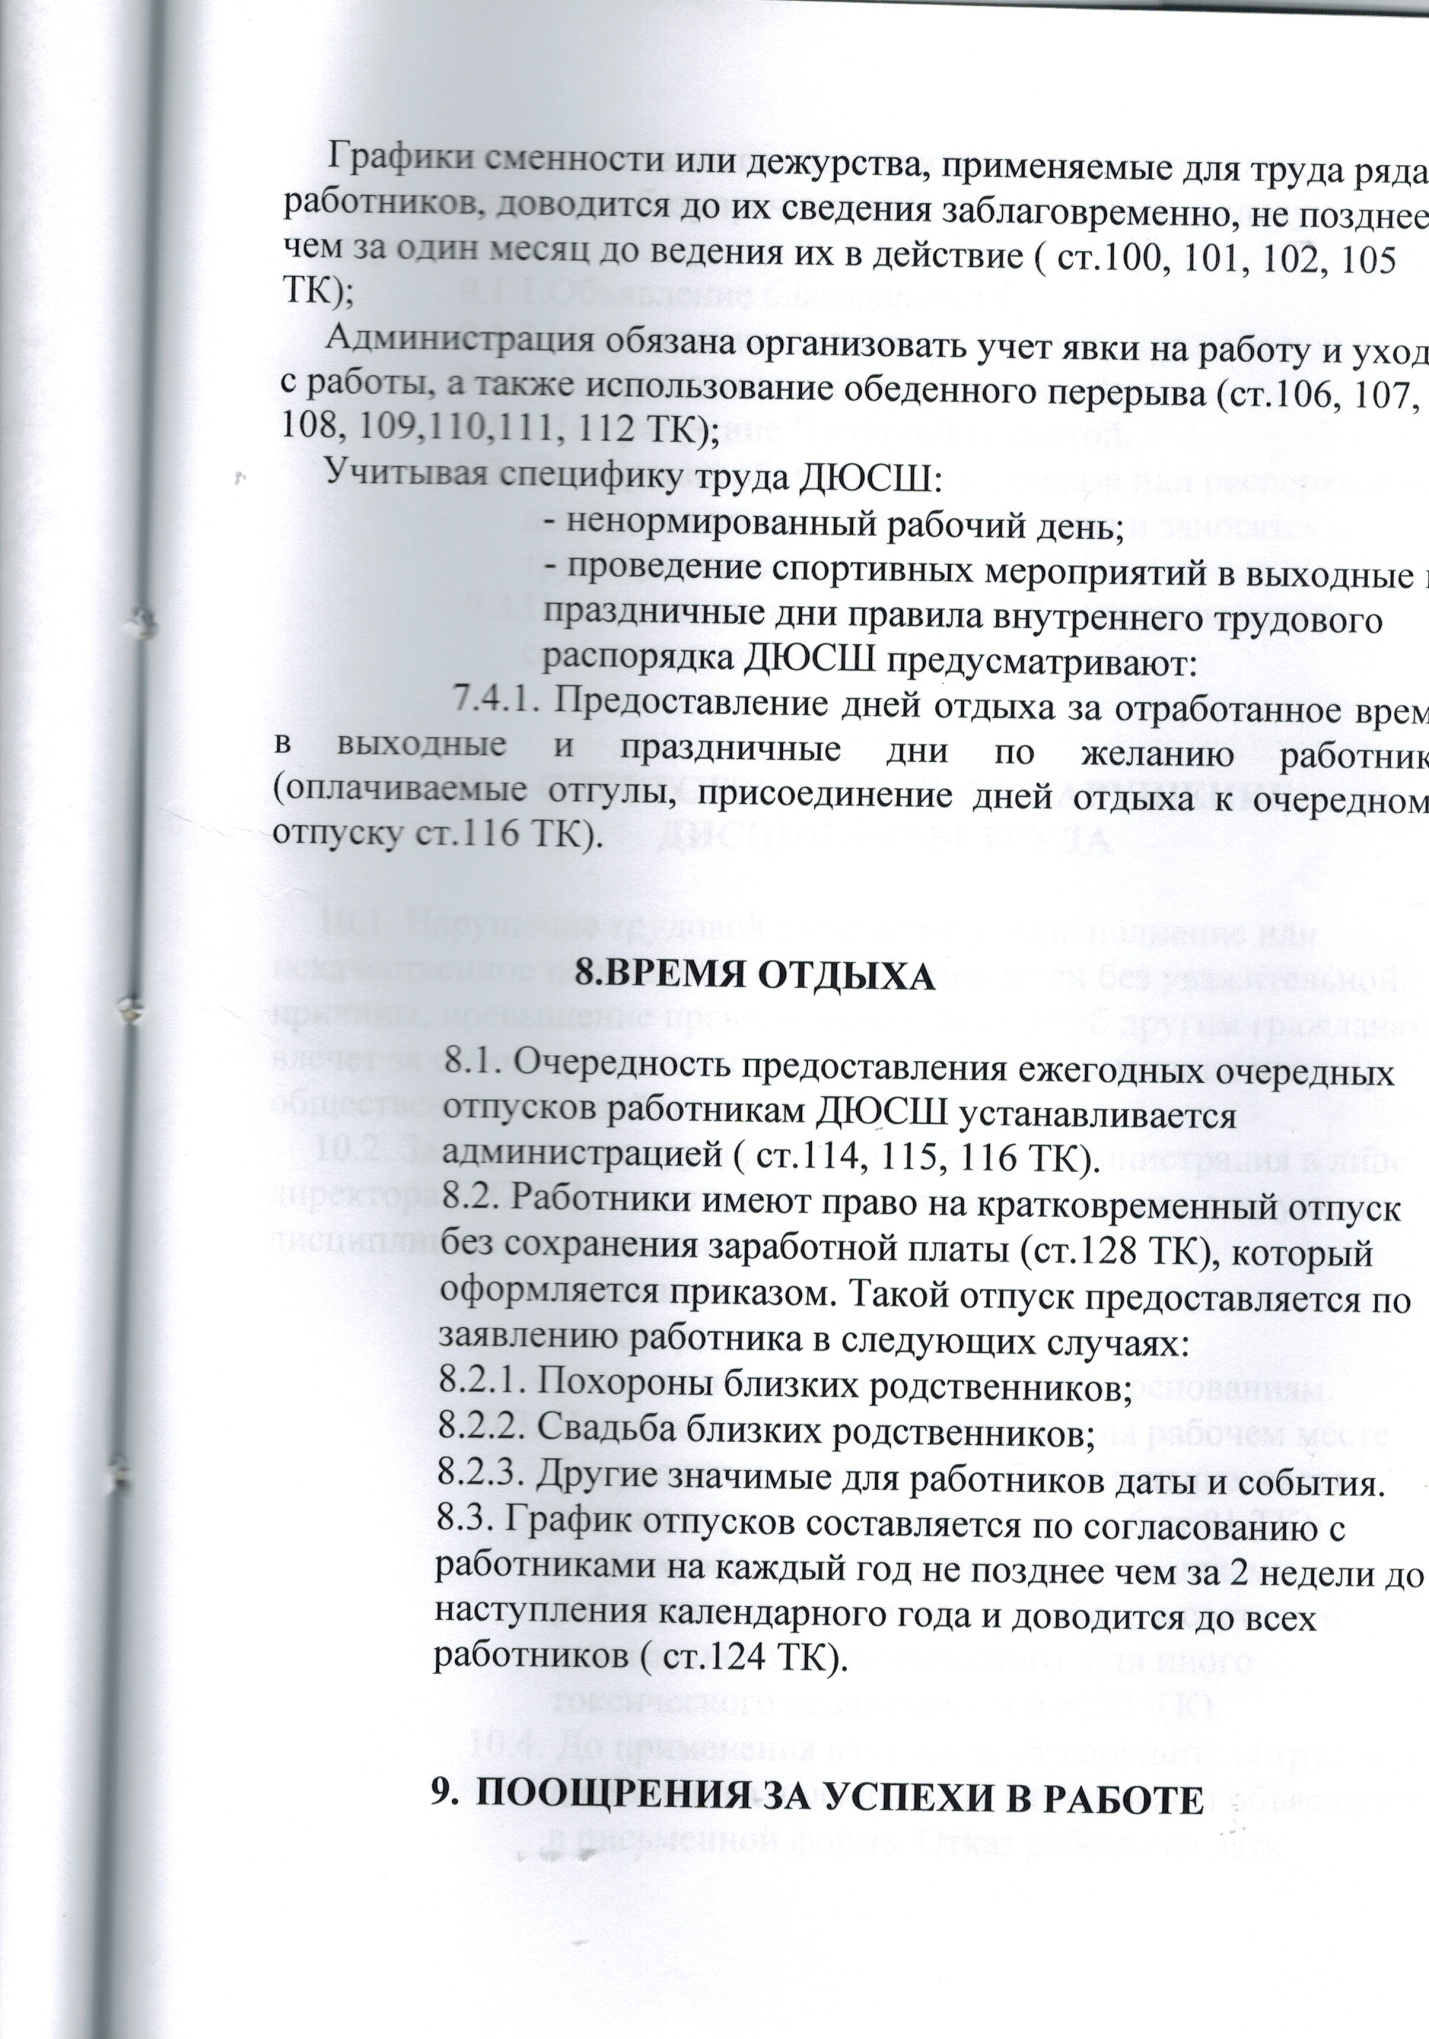 Графики сменности или дежурства, применяемые для труда ряда
работников, доводится до их сведения заблаговременно, не позднее
чем за один месяц до ведения их в действие ( ст.100, 101, 102, 105
ТК);
Администрация обязана организовать учет явки на работу и уход
с работы, а также использование обеденного перерыва (ст.106, 107,
108, 109,110,111, 112 ТК);
Учитывая специфику труда ДЮСШ:
- ненормированный рабочий день;
- проведение спортивных мероприятий в выходные
праздничные дни правила внутреннего трудового
распорядка ДЮСШ предусматривают:
7.4.1. Предоставление дней отдыха за отработанное врем
в выходные и праздничные дни по желанию работник
(оплачиваемые отгулы, присоединение дней отдыха к очередном
отпуску ст.116 ТК).
8.ВРЕМЯ ОТДЫХА
8.1. Очередность предоставления ежегодных очередных
отпусков работникам ДЮСШ устанавливается
администрацией ( ст.114, 115, 116 ТК).
8.2. Работники имеют право на кратковременный отпуск
без сохранения заработной платы (ст.128 ТК), который
оформляется приказом. Такой отпуск предоставляется по
заявлению работника в следующих случаях:
8.2.1. Похороны близких родственников;
8.2.2. Свадьба близких родственников;
8.2.3. Другие значимые для работников даты и события.
8.3. График отпусков составляется по согласованию с
работниками на каждый год не позднее чем за 2 недели до
наступления календарного года и доводится до всех
работников ( ст.124 ТК).
9. ПООЩРЕНИЯ ЗА УСПЕХИ В РАБОТЕ